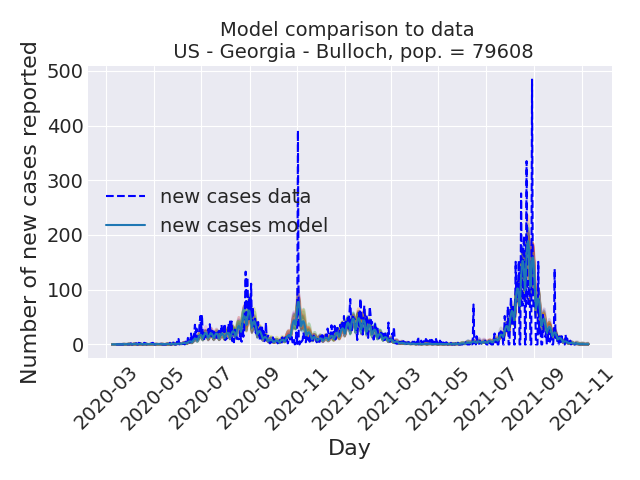 Model comparison to data
US - Georgia - Bulloch, pop. = 79608
Number of new cases reported
500
400
300
200
100
0
new cases data
new cases model
2020-03
2020-05
2020-07
2020-09
2020-11
2021-01
2021-03
2021-05
2021-07
2021-09
2021-11
Day